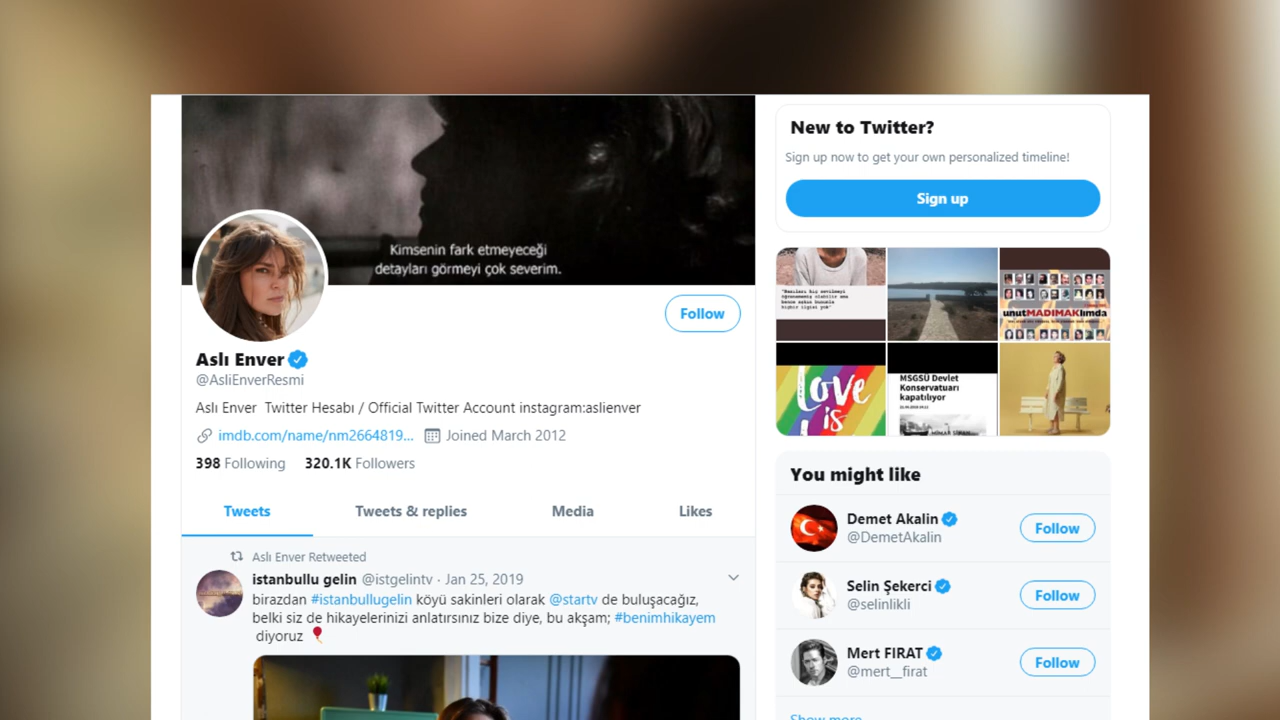 Kimsenin fark etmeyeceği
detayları görmeyi çok severim.
Follow
Aslı Enver
@AsliEnverResmi
Aslı Enver Twitter Hesabı / Official Twitter Account instagram:aslienver
imdb.com/name/nm2664819... Joined March 2012
398 Following 320.1K Followers
Tweets Tweets & replies Media Likes
Aslı Enver Retweeted
istanbullu gelin @istgelintv · Jan 25, 2019
birazdan #istanbullugelin köyü sakinleri olarak @startv de buluşacağız,
belki siz de hikayelerinizi anlatırsınız bize diye, bu akşam; #benimhikayem
diyoruz
New to Twitter?
Sign up now to get your own personalized timeline!
Sign up
unutMADIMAKlımda
Love
is
MSGSÜ Devlet
Konservatuarı
kapatılıyor
You might like
Demet Akalin
@DemetAkalin
Follow
Selin Şekerci
@selinlikli
Follow
Mert FIRAT
@mert__firat
Follow
Show more